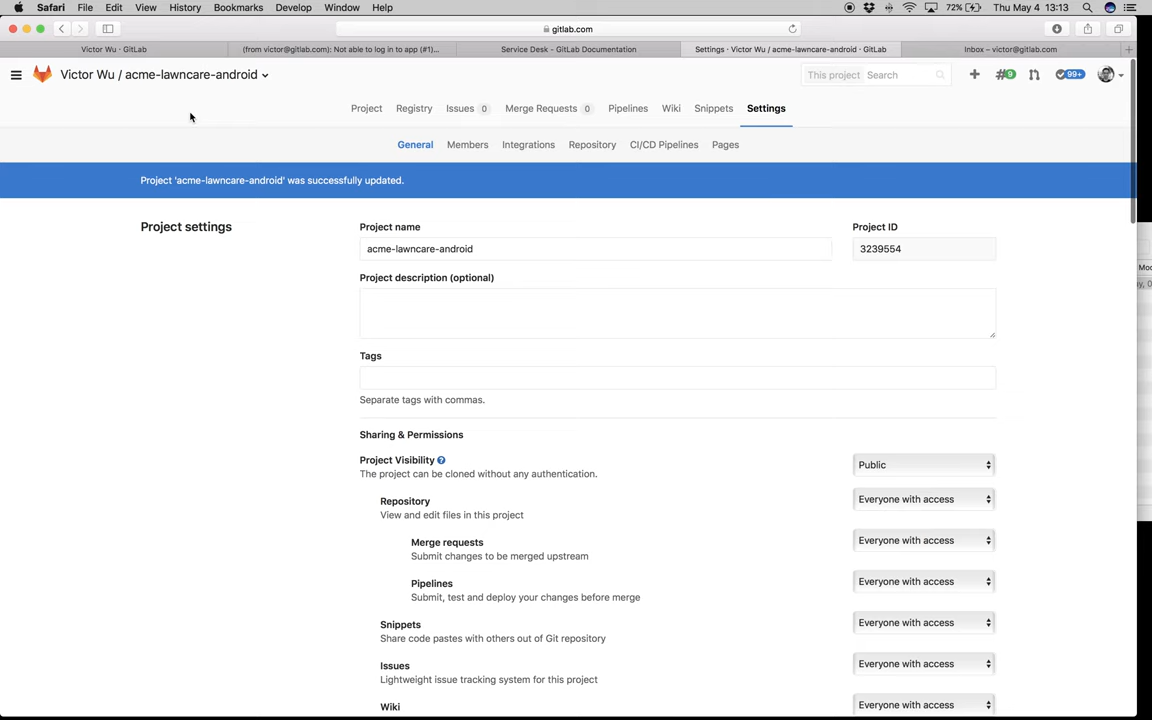 Safari File Edit View History Bookmarks Develop Window Help 72% Thu May 4 13:13
gitlab.com
Victor Wu · GitLab (from victor@gitlab.com): Not able to log in to app (#1)... Service Desk - GitLab Documentation Settings · Victor Wu / acme-lawncare-android · GitLab Inbox – victor@gitlab.com +
Victor Wu / acme-lawncare-android This project Search 9 99+
Project Registry Issues 0 Merge Requests 0 Pipelines Wiki Snippets Settings
General Members Integrations Repository CI/CD Pipelines Pages
Project 'acme-lawncare-android' was successfully updated.
Project settings
Project name Project ID
acme-lawncare-android 3239554
Project description (optional)
Tags
Separate tags with commas.
Sharing & Permissions
Project Visibility ? Public
The project can be cloned without any authentication.
Repository Everyone with access
View and edit files in this project
Merge requests Everyone with access
Submit changes to be merged upstream
Pipelines Everyone with access
Submit, test and deploy your changes before merge
Snippets Everyone with access
Share code pastes with others out of Git repository
Issues Everyone with access
Lightweight issue tracking system for this project
Wiki Everyone with access